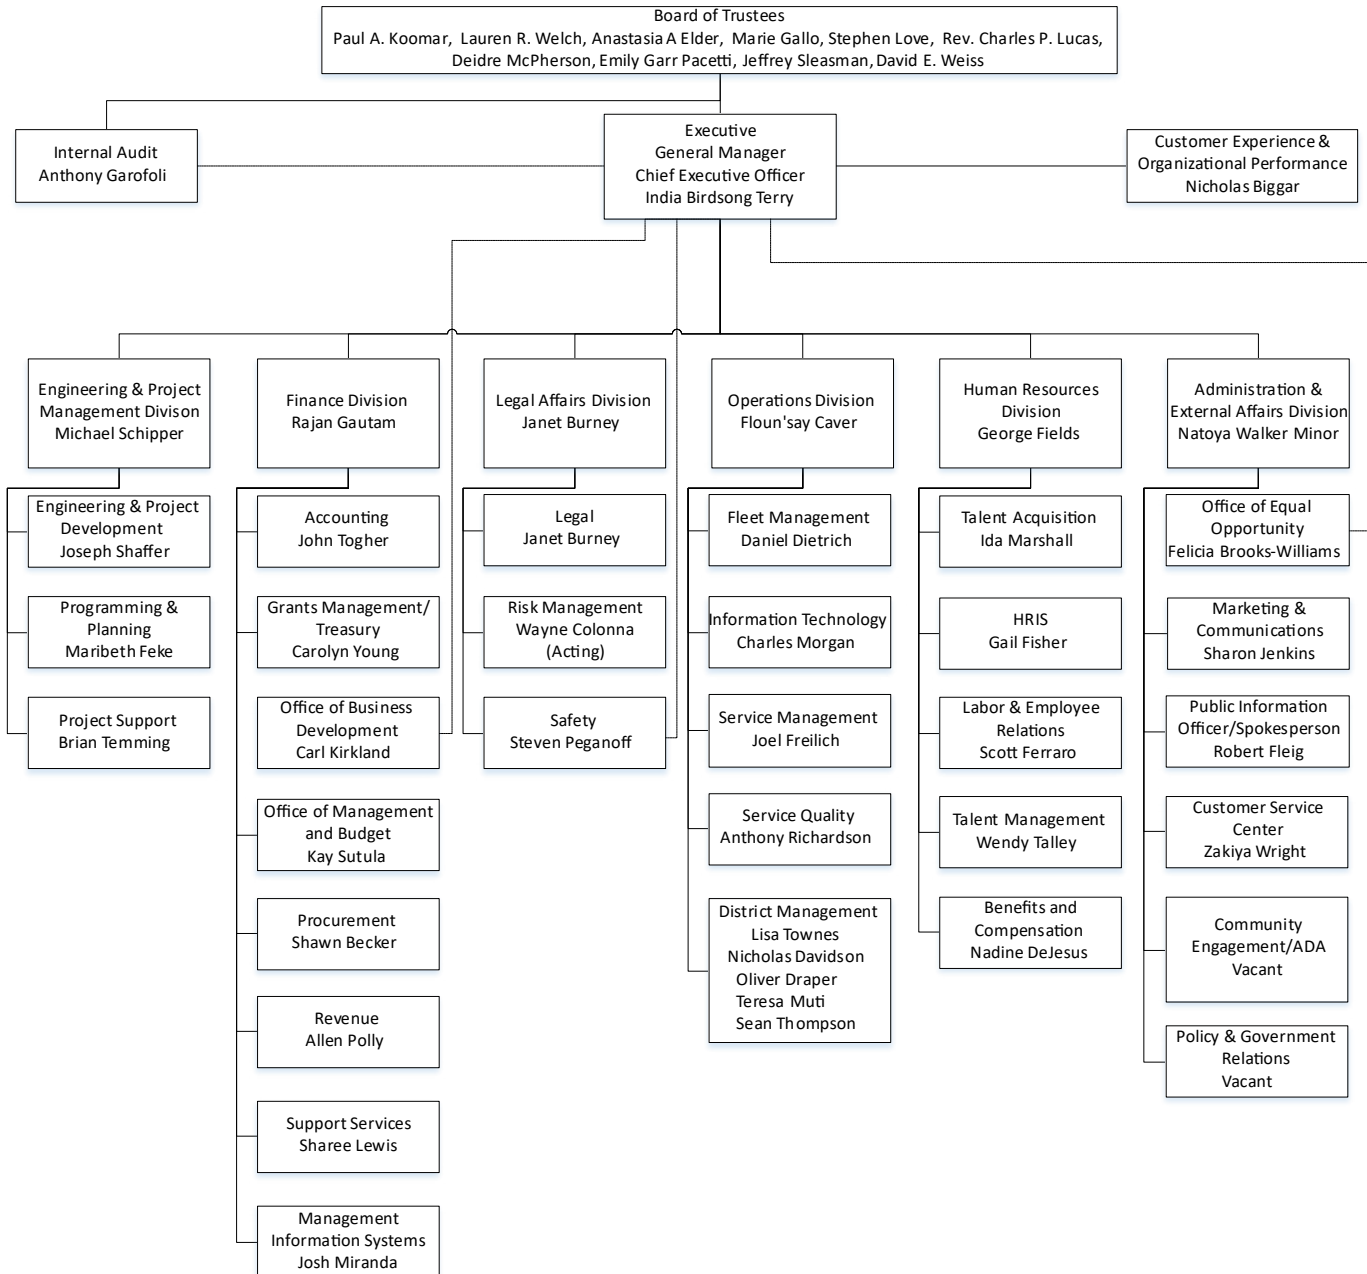 Board of Trustees
Paul A. Koomar, Lauren R. Welch, Anastasia A Elder, Marie Gallo, Stephen Love, Rev. Charles P. Lucas,
Deidre McPherson, Emily Garr Pacetti, Jeffrey Sleasman, David E. Weiss
Internal Audit
Anthony Garofoli
Executive
General Manager
Chief Executive Officer
India Birdsong Terry
Customer Experience &
Organizational Performance
Nicholas Biggar
Engineering & Project
Management Divison
Michael Schipper
Engineering & Project
Development
Joseph Shaffer
Programming &
Planning
Maribeth Feke
Project Support
Brian Temming
Finance Division
Rajan Gautam
Accounting
John Togher
Grants Management/
Treasury
Carolyn Young
Office of Business
Development
Carl Kirkland
Office of Management
and Budget
Kay Sutula
Procurement
Shawn Becker
Revenue
Allen Polly
Support Services
Sharee Lewis
Management
Information Systems
Josh Miranda
Legal Affairs Division
Janet Burney
Legal
Janet Burney
Risk Management
Wayne Colonna
(Acting)
Safety
Steven Peganoff
Operations Division
Floun'say Caver
Fleet Management
Daniel Dietrich
Information Technology
Charles Morgan
Service Management
Joel Freilich
Service Quality
Anthony Richardson
District Management
Lisa Townes
Nicholas Davidson
Oliver Draper
Teresa Muti
Sean Thompson
Human Resources
Division
George Fields
Talent Acquisition
Ida Marshall
HRIS
Gail Fisher
Labor & Employee
Relations
Scott Ferraro
Talent Management
Wendy Talley
Benefits and
Compensation
Nadine DeJesus
Administration &
External Affairs Division
Natoya Walker Minor
Office of Equal
Opportunity
Felicia Brooks-Williams
Marketing &
Communications
Sharon Jenkins
Public Information
Officer/Spokesperson
Robert Fleig
Customer Service
Center
Zakiya Wright
Community
Engagement/ADA
Vacant
Policy & Government
Relations
Vacant